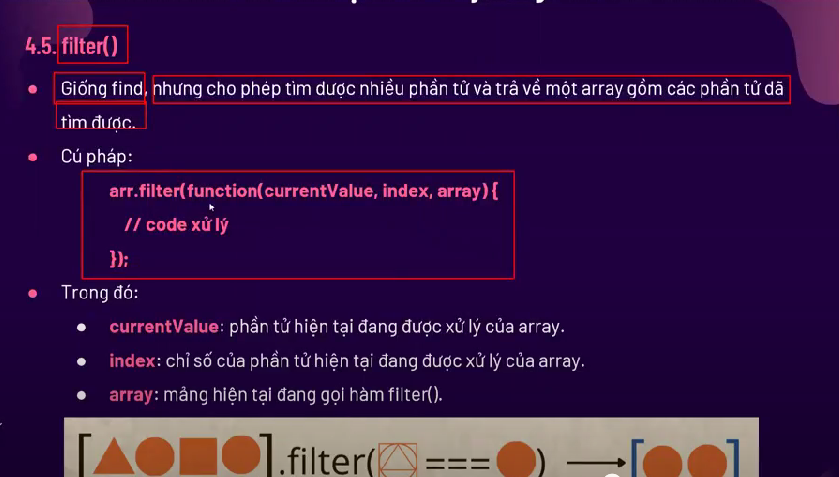 4.5. filter()
Giống find, nhưng cho phép tìm được nhiều phần tử và trả về một array gồm các phần tử đã
tìm được.
Cú pháp:
arr.filter(function(currentValue, index, array) {
// code xử lý
});
Trong đó:
currentValue: phần tử hiện tại đang được xử lý của array.
index: chỉ số của phần tử hiện tại đang được xử lý của array.
array: mảng hiện tại đang gọi hàm filter().
[ ].filter( === ) [ ]